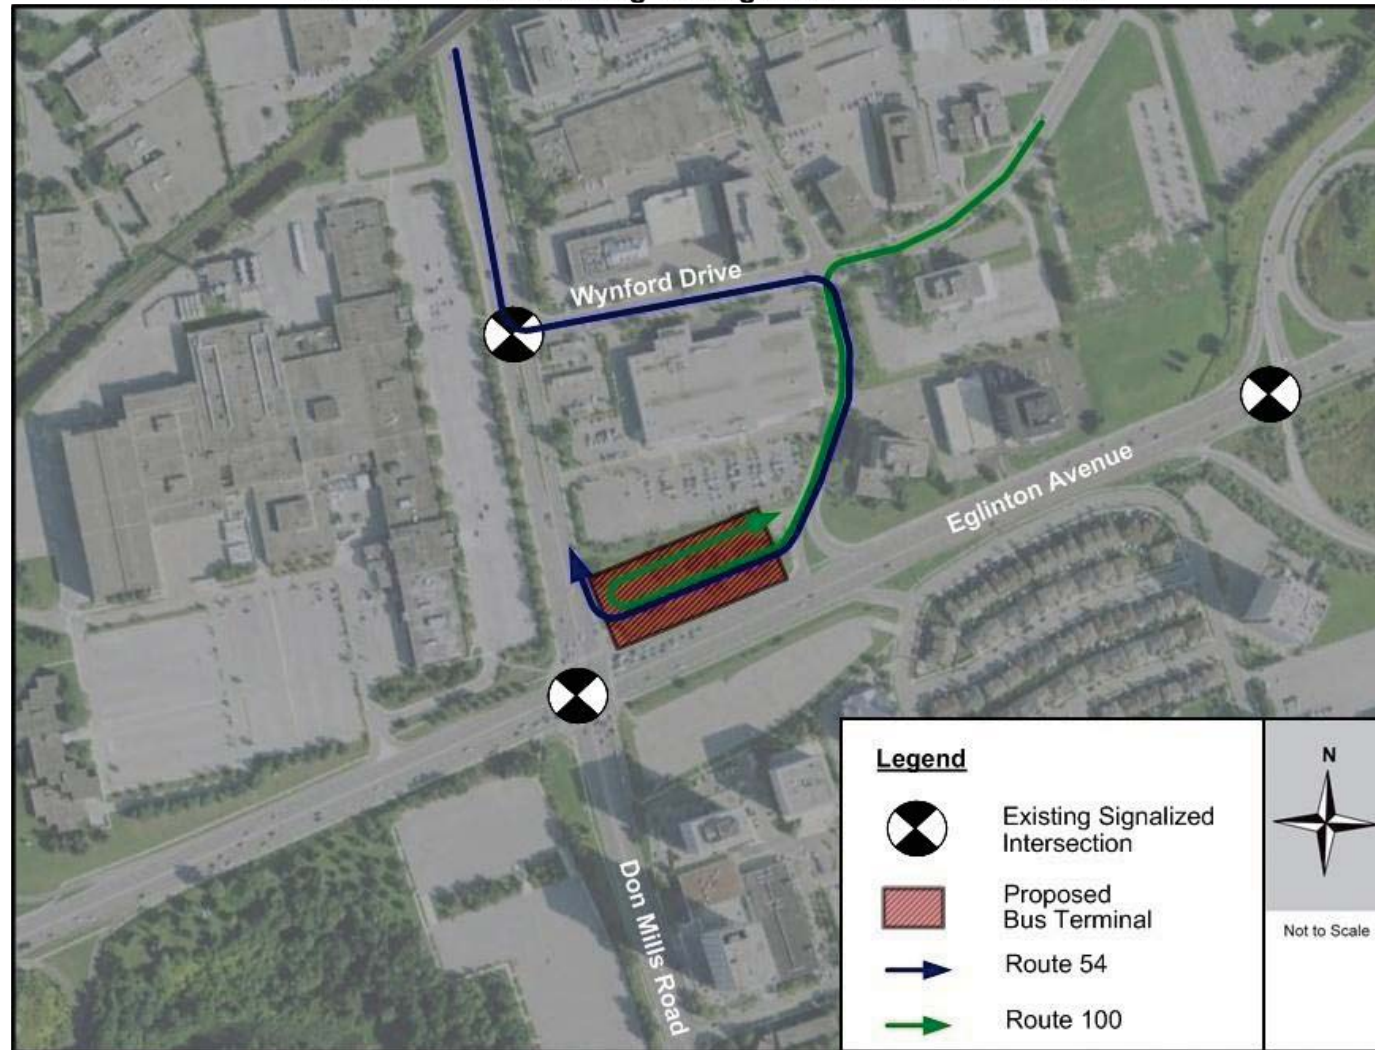 Wynford Drive
Eglinton Avenue
Don Mills Road
Legend
Existing Signalized
Intersection
Proposed
Bus Terminal
Route 54
Route 100
N
Not to Scale